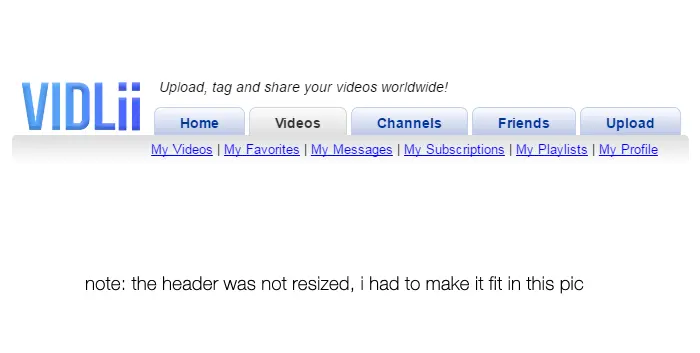 VIDLii
Upload, tag and share your videos worldwide!
Home Videos Channels Friends Upload
My Videos | My Favorites | My Messages | My Subscriptions | My Playlists | My Profile
note: the header was not resized, i had to make it fit in this pic